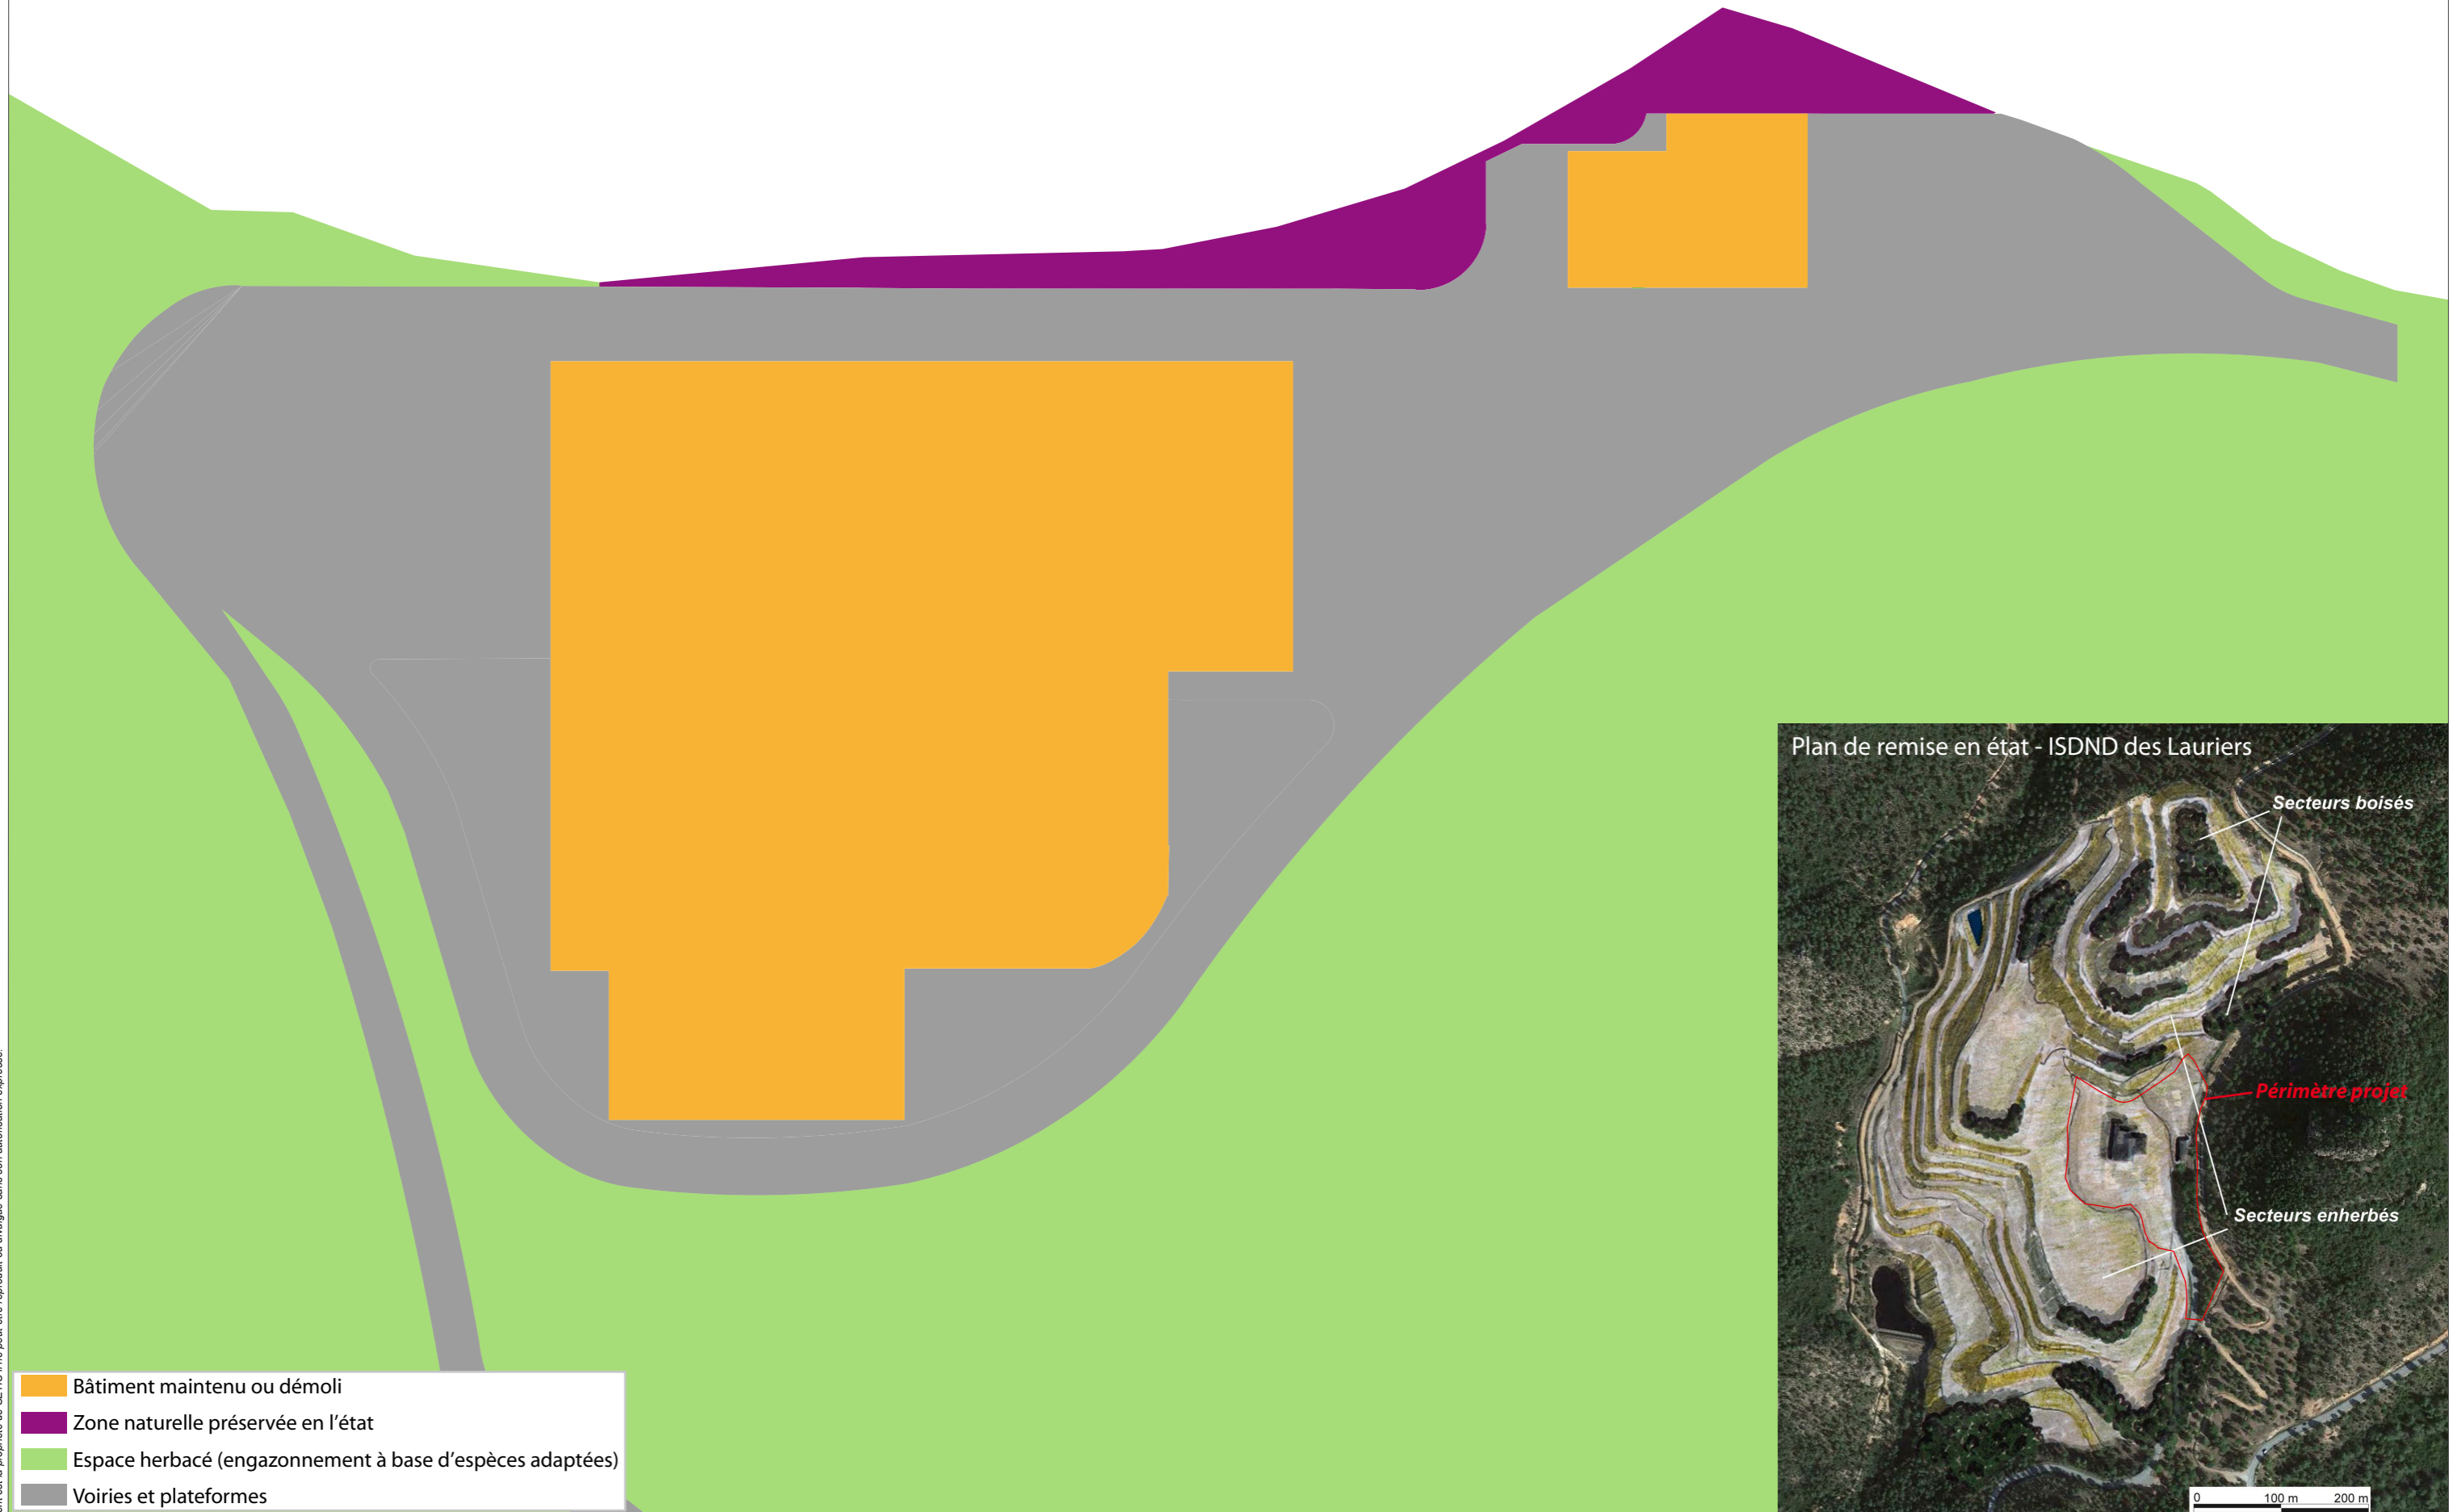 Plan de remise en état - ISDND des Lauriers
Secteurs boisés
Périmètre projet
Secteurs enherbés
Bâtiment maintenu ou démoli
Zone naturelle préservée en l’état
Espace herbacé (engazonnement à base d’espèces adaptées)
Voiries et plateformes
0 100 m 200 m